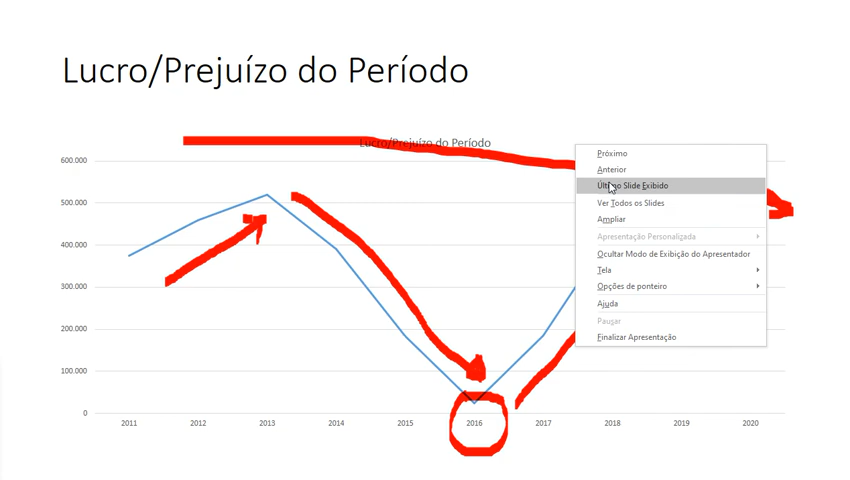 Lucro/Prejuízo do Período
Lucro/Prejuízo do Período
600.000
500.000
400.000
300.000
200.000
100.000
0
2011 2012 2013 2014 2015 2016 2017 2018 2019 2020
Próximo
Anterior
Último Slide Exibido
Ver Todos os Slides
Ampliar
Apresentação Personalizada
Ocultar Modo de Exibição do Apresentador
Tela
Opções de ponteiro
Ajuda
Pausar
Finalizar Apresentação